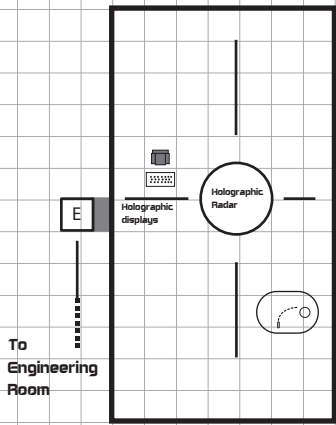 Holographic
Radar
Holographic
displays
E
To
Engineering
Room